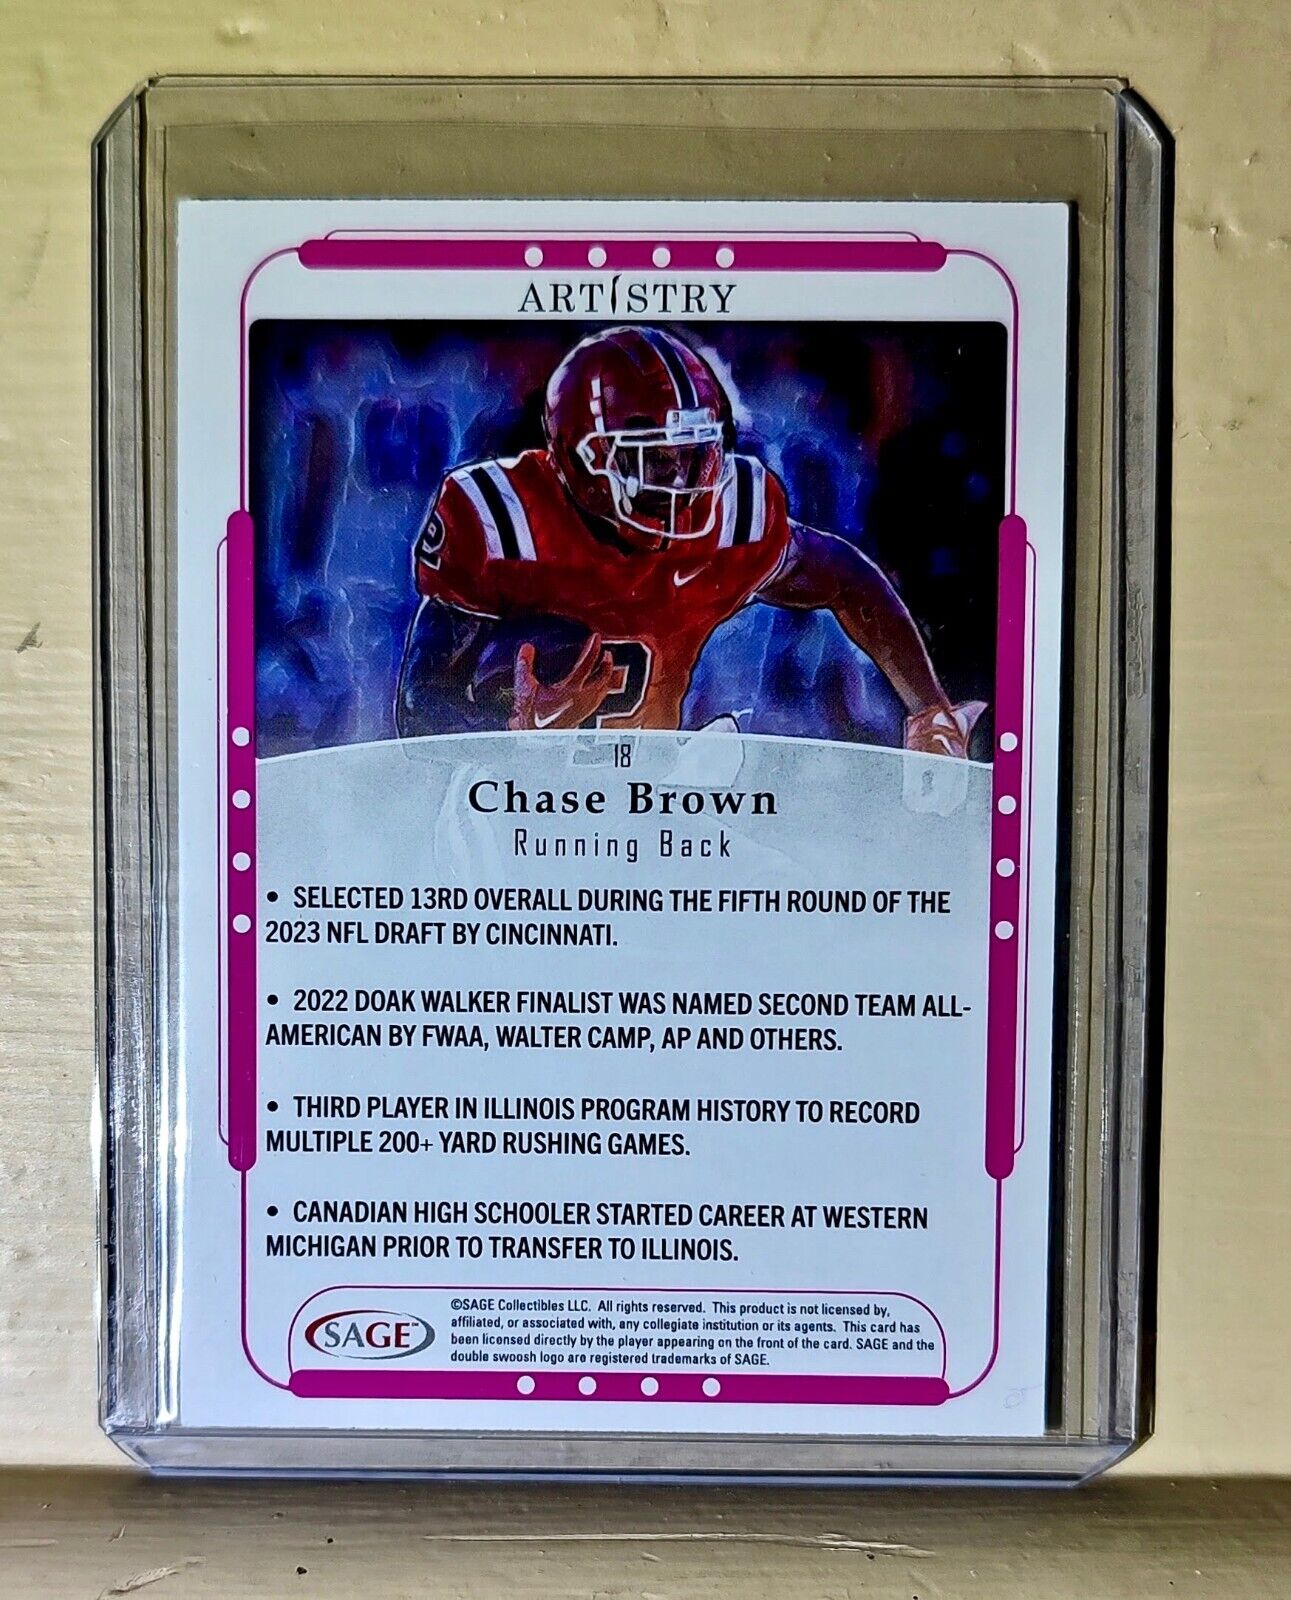 ARTISTRY
2
2
18
Chase Brown
Running Back
• SELECTED 13RD OVERALL DURING THE FIFTH ROUND OF THE
2023 NFL DRAFT BY CINCINNATI.
• 2022 DOAK WALKER FINALIST WAS NAMED SECOND TEAM ALL-
AMERICAN BY FWAA, WALTER CAMP, AP AND OTHERS.
• THIRD PLAYER IN ILLINOIS PROGRAM HISTORY TO RECORD
MULTIPLE 200+ YARD RUSHING GAMES.
• CANADIAN HIGH SCHOOLER STARTED CAREER AT WESTERN
MICHIGAN PRIOR TO TRANSFER TO ILLINOIS.
SAGE™
©SAGE Collectibles LLC. All rights reserved. This product is not licensed by,
affiliated, or associated with, any collegiate institution or its agents. This card has
been licensed directly by the player appearing on the front of the card. SAGE and the
double swoosh logo are registered trademarks of SAGE.